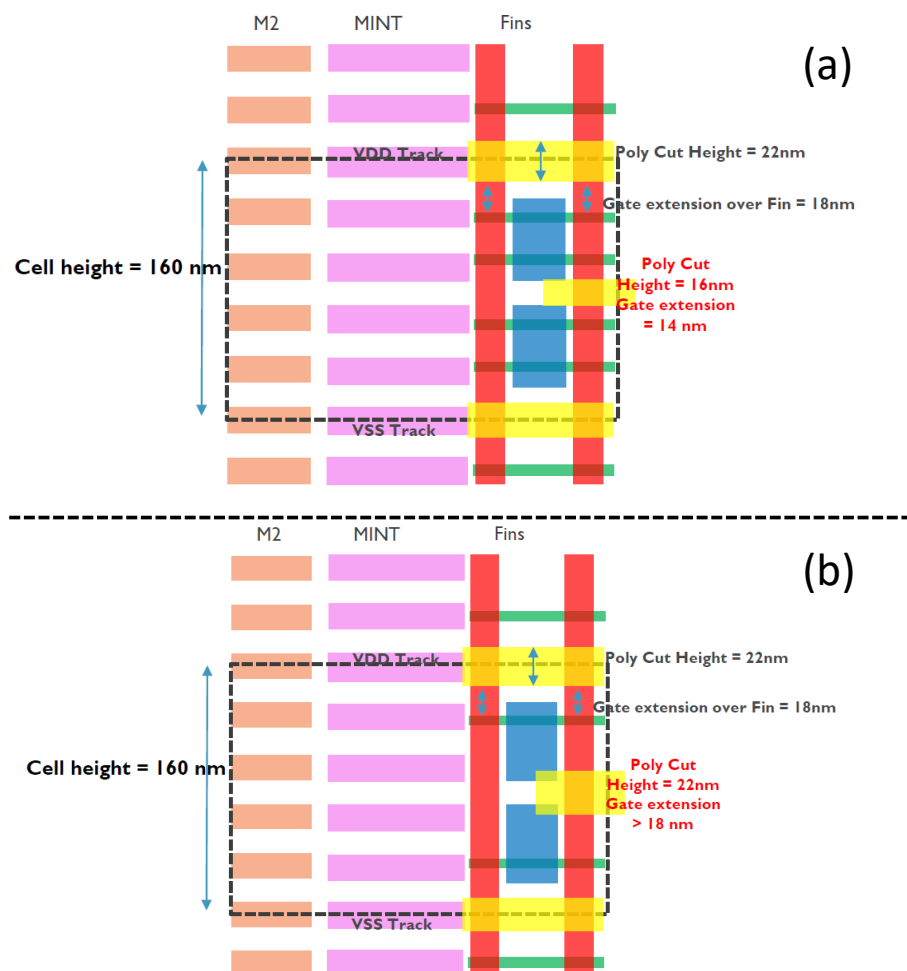 M2 MINT Fins
(a)
VDD Track
Poly Cut Height = 22nm
Gate extension over Fin = 18nm
Cell height = 160 nm
Poly Cut
Height = 16nm
Gate extension
= 14 nm
VSS Track
M2 MINT Fins
(b)
VDD Track
Poly Cut Height = 22nm
Gate extension over Fin = 18nm
Cell height = 160 nm
Poly Cut
Height = 22nm
Gate extension
> 18 nm
VSS Track